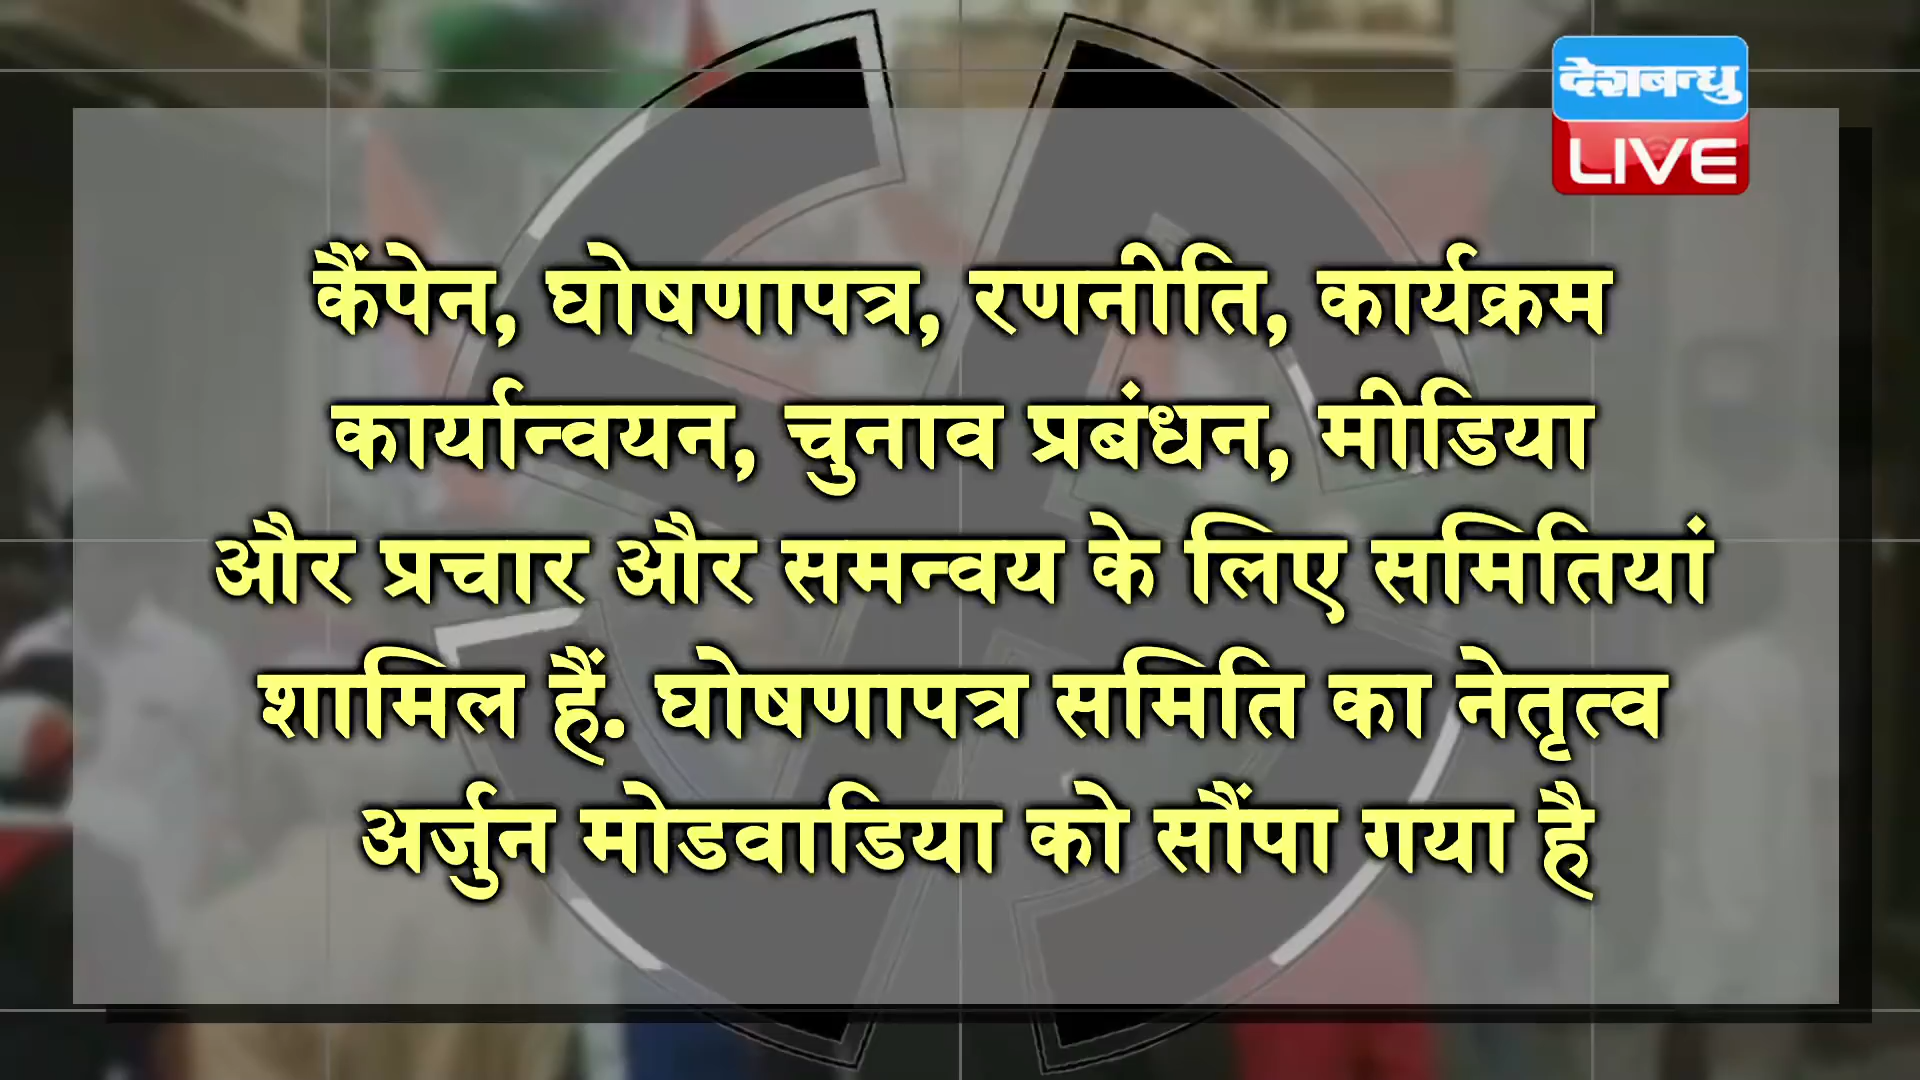 देशबन्धु
LIVE
कैंपेन, घोषणापत्र, रणनीति, कार्यक्रम
कार्यान्वयन, चुनाव प्रबंधन, मीडिया
और प्रचार और समन्वय के लिए समितियां
शामिल हैं. घोषणापत्र समिति का नेतृत्व
अर्जुन मोडवाडिया को सौंपा गया है